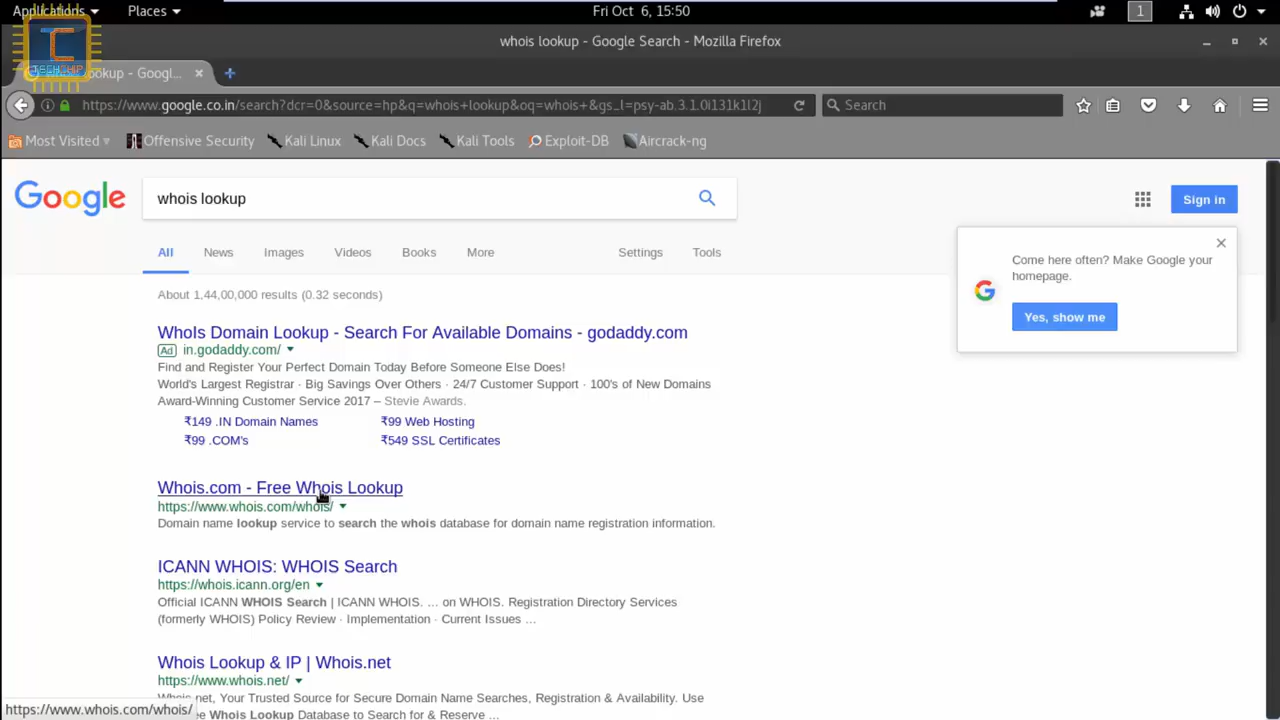 Applications Places Fri Oct 6, 15:50 1
whois lookup - Google Search - Mozilla Firefox
TECHCHIP
lookup - Googl...
https://www.google.co.in/search?dcr=0&source=hp&q=whois+lookup&oq=whois+&gs_l=psy-ab.3.1.0i131k1l2j Search
Most Visited Offensive Security Kali Linux Kali Docs Kali Tools Exploit-DB Aircrack-ng
Google whois lookup Sign in
All News Images Videos Books More Settings Tools
Come here often? Make Google your
homepage.
Yes, show me
About 1,44,00,000 results (0.32 seconds)
WhoIs Domain Lookup - Search For Available Domains - godaddy.com
Ad in.godaddy.com/
Find and Register Your Perfect Domain Today Before Someone Else Does!
World's Largest Registrar · Big Savings Over Others · 24/7 Customer Support · 100's of New Domains
Award-Winning Customer Service 2017 – Stevie Awards.
₹149 .IN Domain Names ₹99 Web Hosting
₹99 .COM's ₹549 SSL Certificates
Whois.com - Free Whois Lookup
https://www.whois.com/whois/
Domain name lookup service to search the whois database for domain name registration information.
ICANN WHOIS: WHOIS Search
https://whois.icann.org/en
Official ICANN WHOIS Search | ICANN WHOIS. ... on WHOIS. Registration Directory Services
(formerly WHOIS) Policy Review · Implementation · Current Issues ...
Whois Lookup & IP | Whois.net
https://www.whois.net/
Whois.net, Your Trusted Source for Secure Domain Name Searches, Registration & Availability. Use
Whois Lookup Database to Search for & Reserve ...
https://www.whois.com/whois/